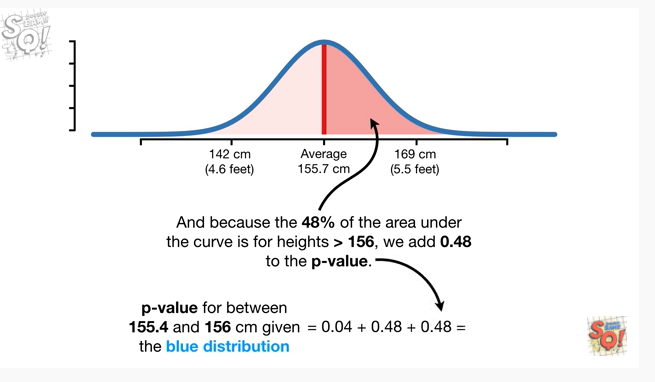 142 cm
(4.6 feet)
Average
155.7 cm
169 cm
(5.5 feet)
And because the 48% of the area under
the curve is for heights > 156, we add 0.48
to the p-value.
p-value for between
155.4 and 156 cm given = 0.04 + 0.48 + 0.48 =
the blue distribution